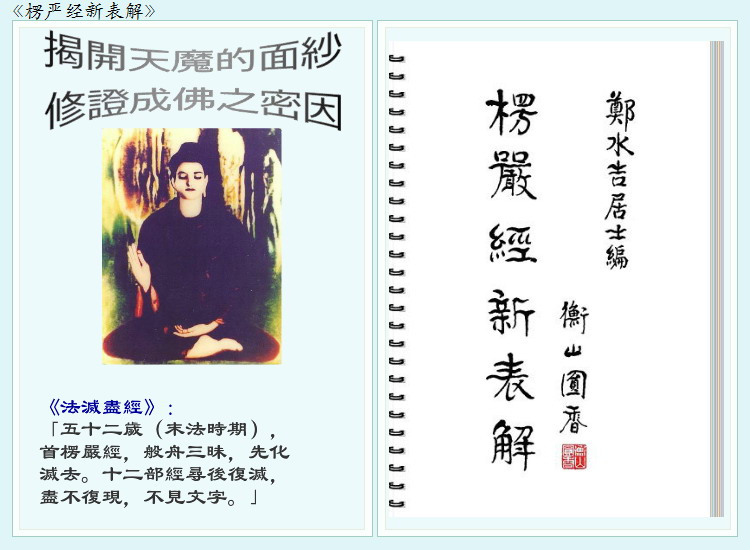 《楞严经新表解》
揭開天魔的面紗
修證成佛之密因
《法滅盡經》：
「五十二歲（末法時期），
首楞嚴經，般舟三昧，先化
滅去。十二部經尋後復滅，
盡不復現，不見文字。」
鄭水吉居士編
楞嚴經新表解
衡山圓香